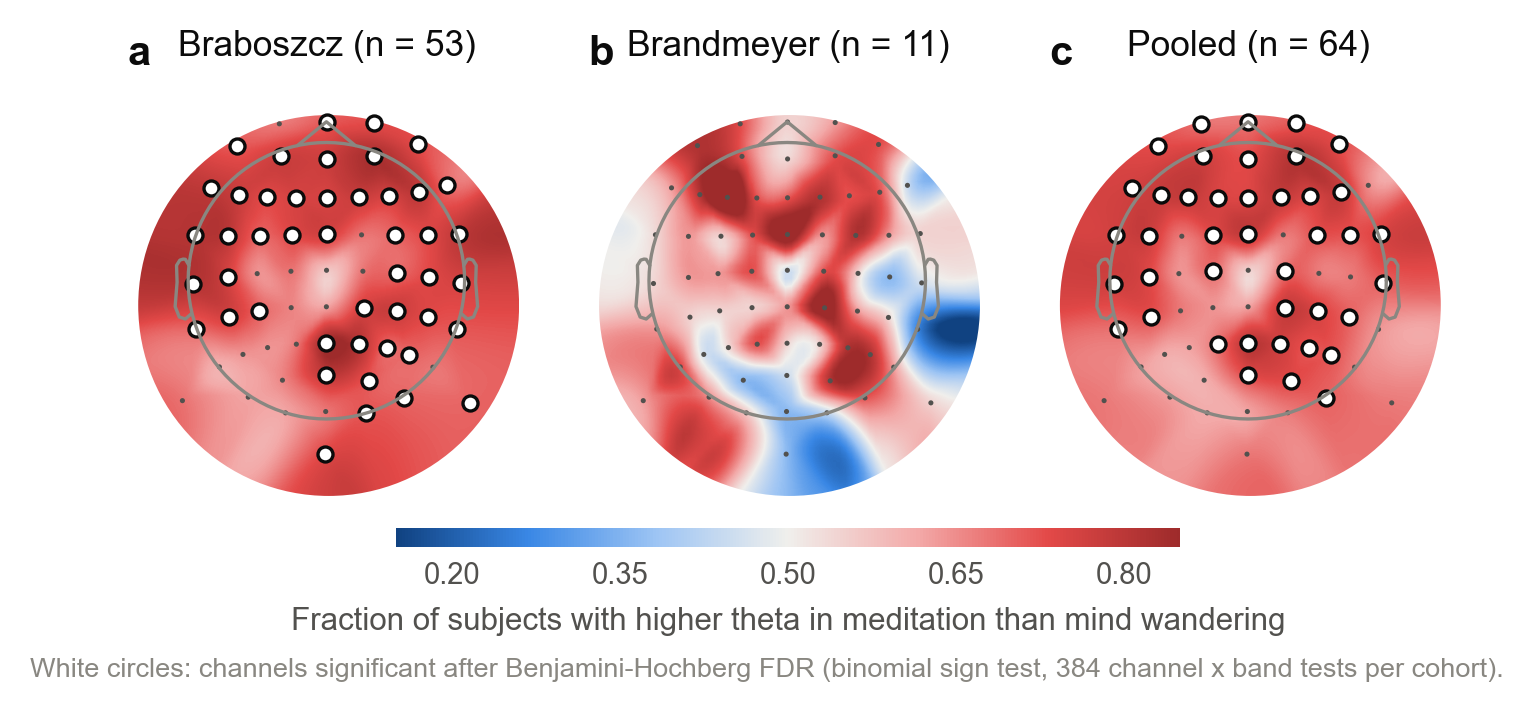 a Braboszcz (n = 53)
b Brandmeyer (n = 11)
c Pooled (n = 64)
0.20 0.35 0.50 0.65 0.80
Fraction of subjects with higher theta in meditation than mind wandering
White circles: channels significant after Benjamini-Hochberg FDR (binomial sign test, 384 channel x band tests per cohort).